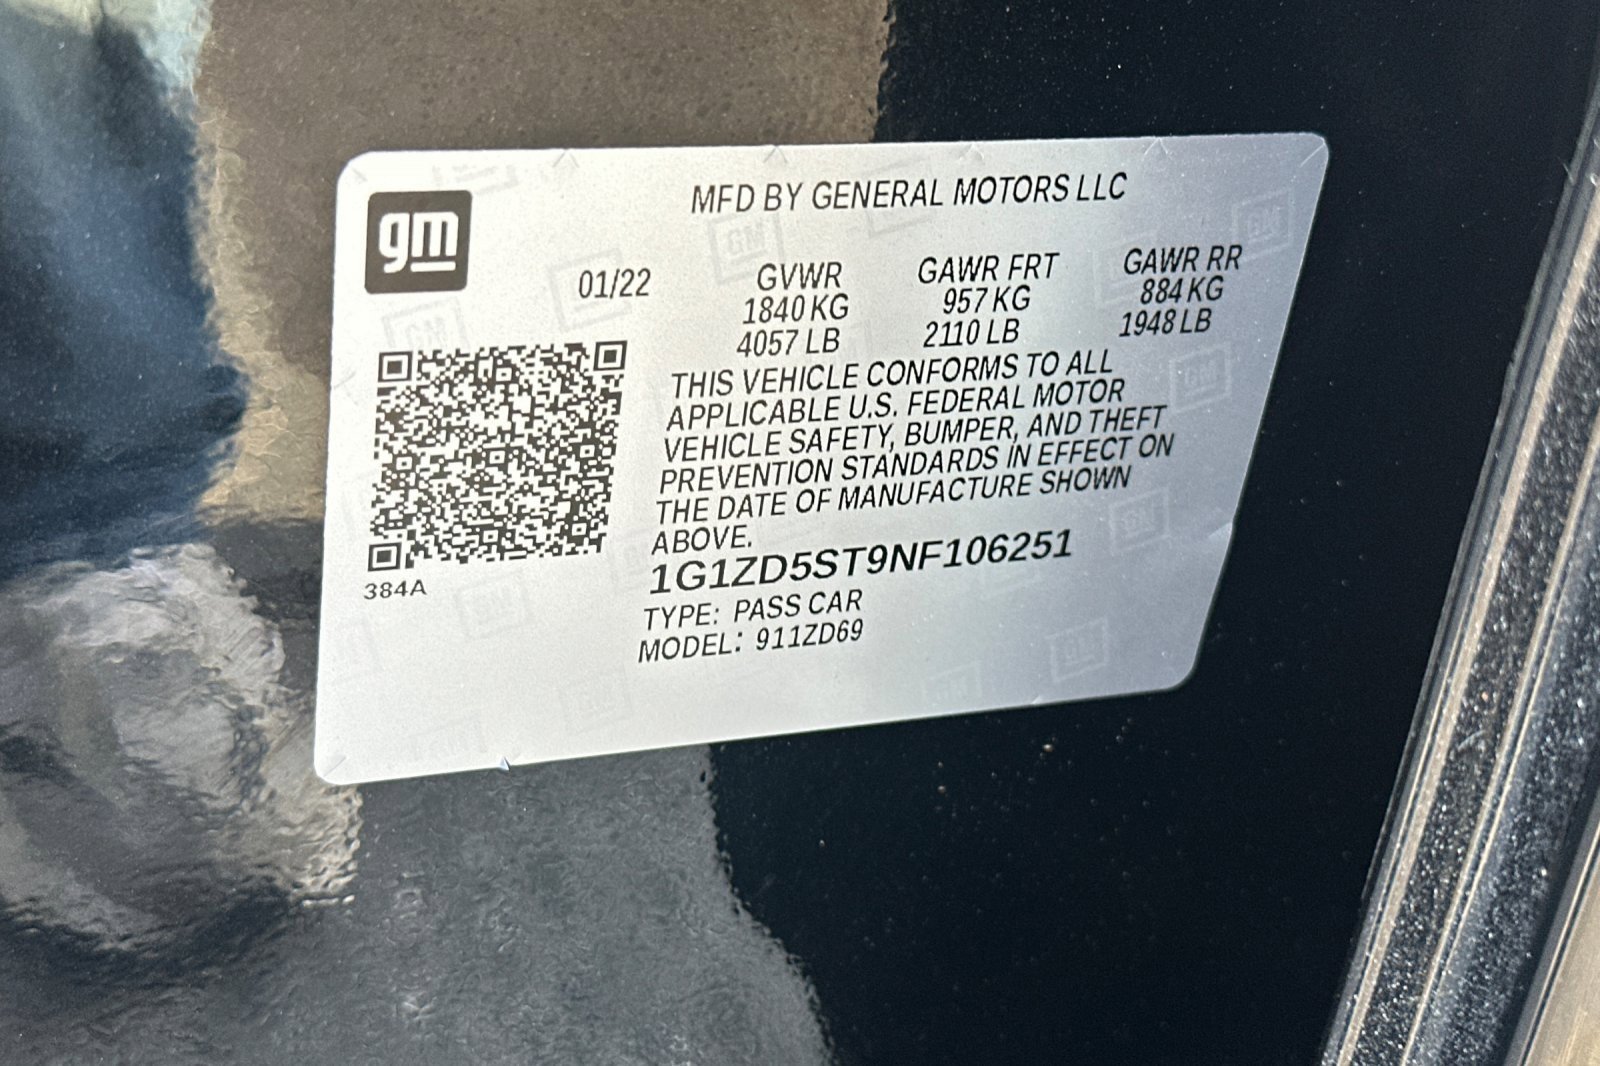 gm
MFD BY GENERAL MOTORS LLC
01/22
GVWR GAWR FRT GAWR RR
1840 KG 957 KG 884 KG
4057 LB 2110 LB 1948 LB
THIS VEHICLE CONFORMS TO ALL
APPLICABLE U.S. FEDERAL MOTOR
VEHICLE SAFETY, BUMPER, AND THEFT
PREVENTION STANDARDS IN EFFECT ON
THE DATE OF MANUFACTURE SHOWN
ABOVE.
384A
1G1ZD5ST9NF106251
TYPE: PASS CAR
MODEL: 911ZD69